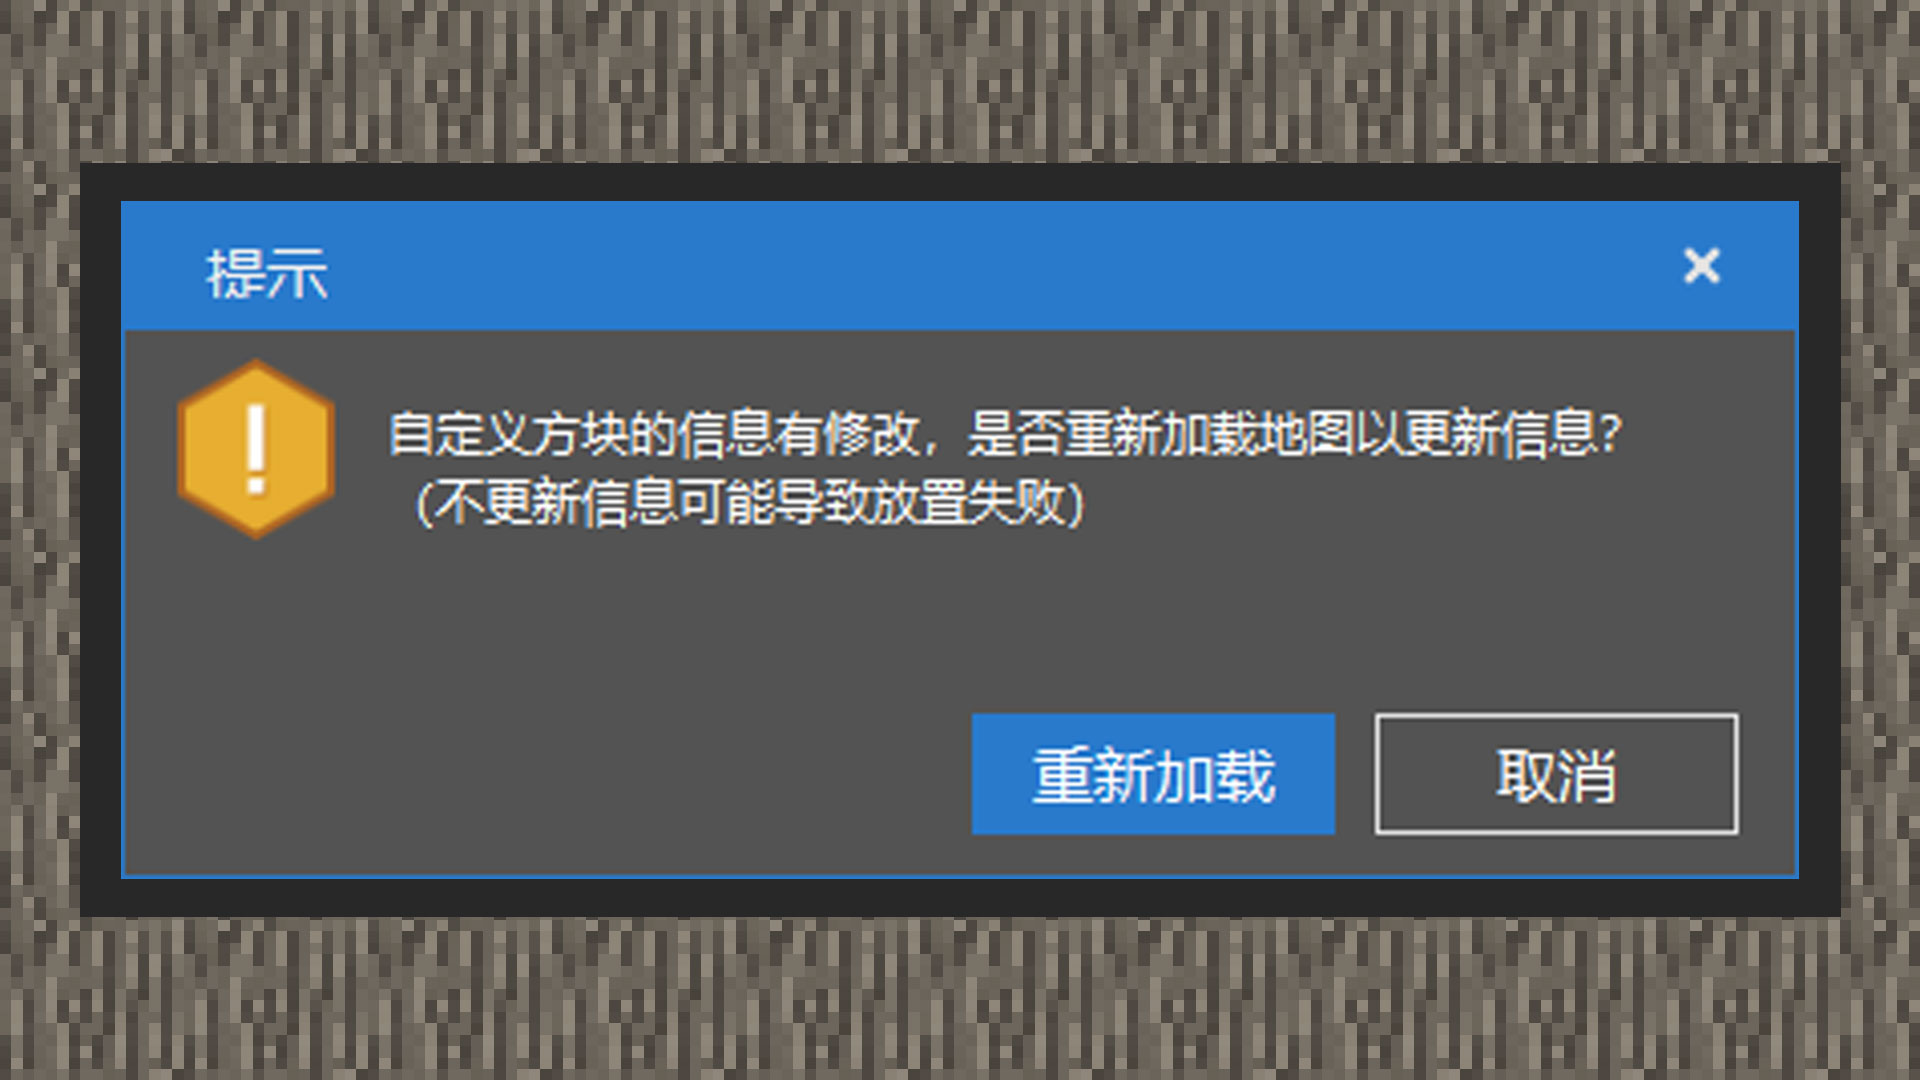 提示
自定义方块的信息有修改，是否重新加载地图以更新信息?
(不更新信息可能导致放置失败)
重新加载
取消